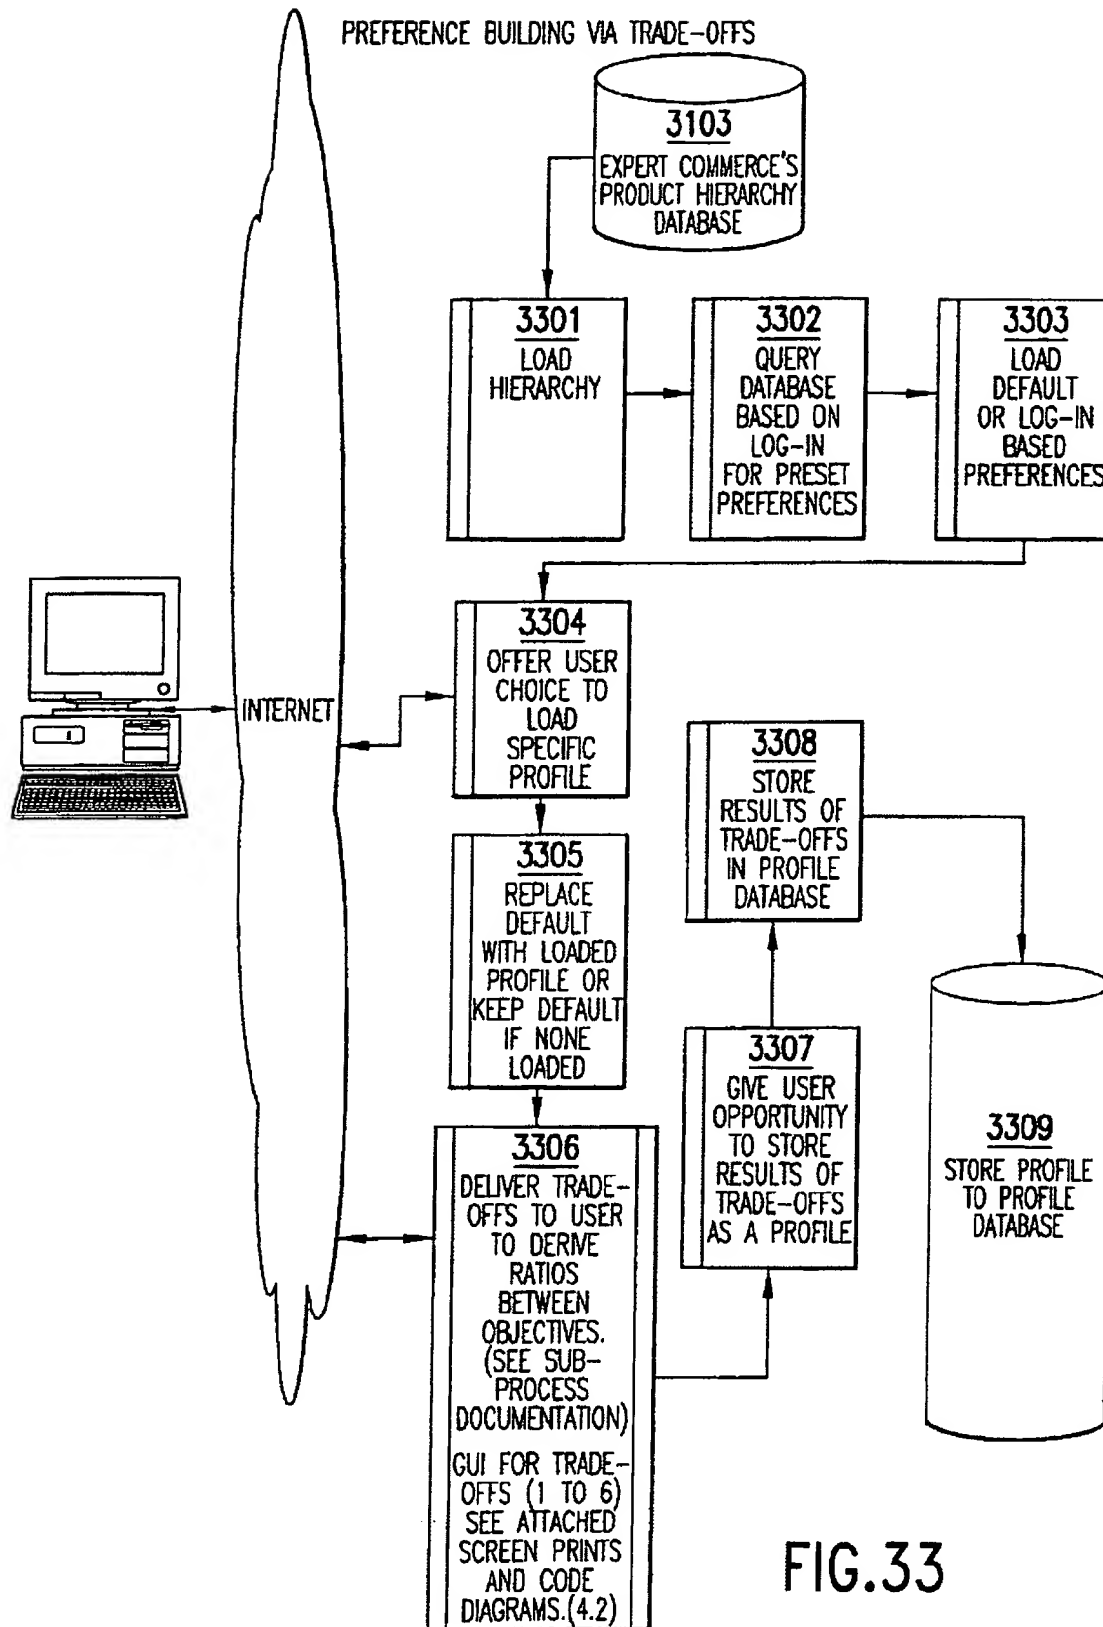 PREFERENCE BUILDING VIA TRADE-OFFS
3103
EXPERT COMMERCE'S
PRODUCT HIERARCHY
DATABASE
3301
LOAD
HIERARCHY
3302
QUERY
DATABASE
BASED ON
LOG-IN
FOR PRESET
PREFERENCES
3303
LOAD
DEFAULT
OR LOG-IN
BASED
PREFERENCES
INTERNET
3304
OFFER USER
CHOICE TO
LOAD
SPECIFIC
PROFILE
3305
REPLACE
DEFAULT
WITH LOADED
PROFILE OR
KEEP DEFAULT
IF NONE
LOADED
3306
DELIVER TRADE-
OFFS TO USER
TO DERIVE
RATIOS
BETWEEN
OBJECTIVES.
(SEE SUB-
PROCESS
DOCUMENTATION)
GUI FOR TRADE-
OFFS (1 TO 6)
SEE ATTACHED
SCREEN PRINTS
AND CODE
DIAGRAMS.(4.2)
3307
GIVE USER
OPPORTUNITY
TO STORE
RESULTS OF
TRADE-OFFS
AS A PROFILE
3308
STORE
RESULTS OF
TRADE-OFFS
IN PROFILE
DATABASE
3309
STORE PROFILE
TO PROFILE
DATABASE
FIG.33